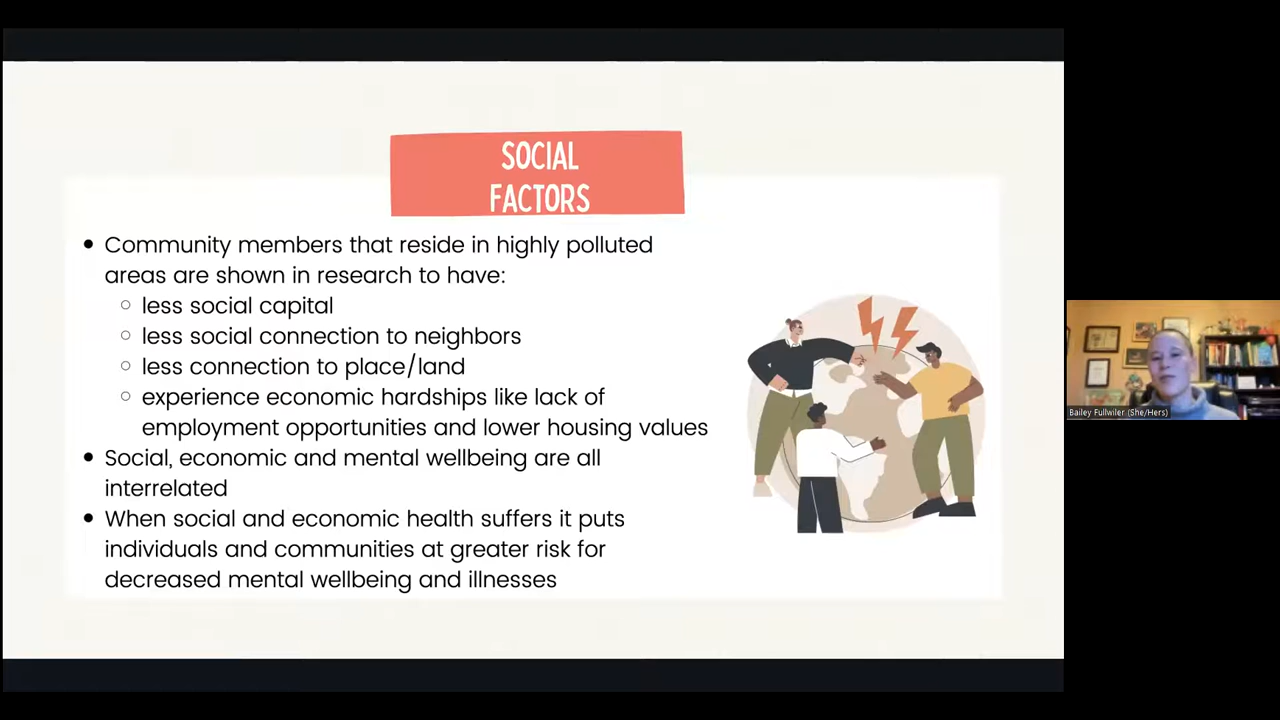 SOCIAL
FACTORS
• Community members that reside in highly polluted
areas are shown in research to have:
○ less social capital
○ less social connection to neighbors
○ less connection to place/land
○ experience economic hardships like lack of
employment opportunities and lower housing values
• Social, economic and mental wellbeing are all
interrelated
• When social and economic health suffers it puts
individuals and communities at greater risk for
decreased mental wellbeing and illnesses
Bailey Fullwiler (She/Hers)